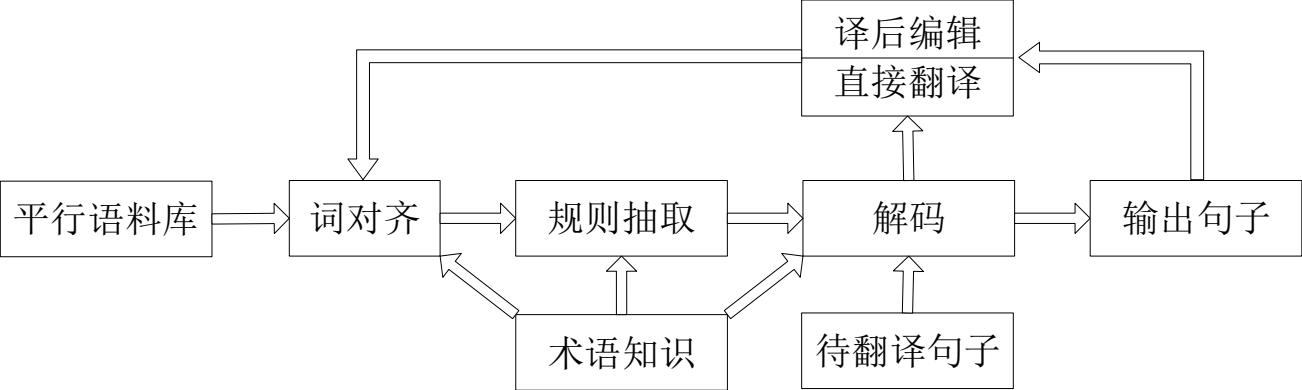 译后编辑
直接翻译
平行语料库
词对齐
规则抽取
解码
输出句子
术语知识
待翻译句子